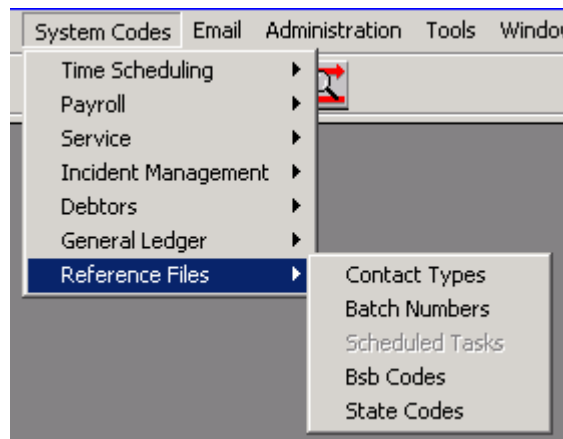 System Codes Email Administration Tools
Time Scheduling
Payroll
Service
Incident Management
Debtors
General Ledger
Reference Files
Contact Types
Batch Numbers
Scheduled Tasks
Bsb Codes
State Codes